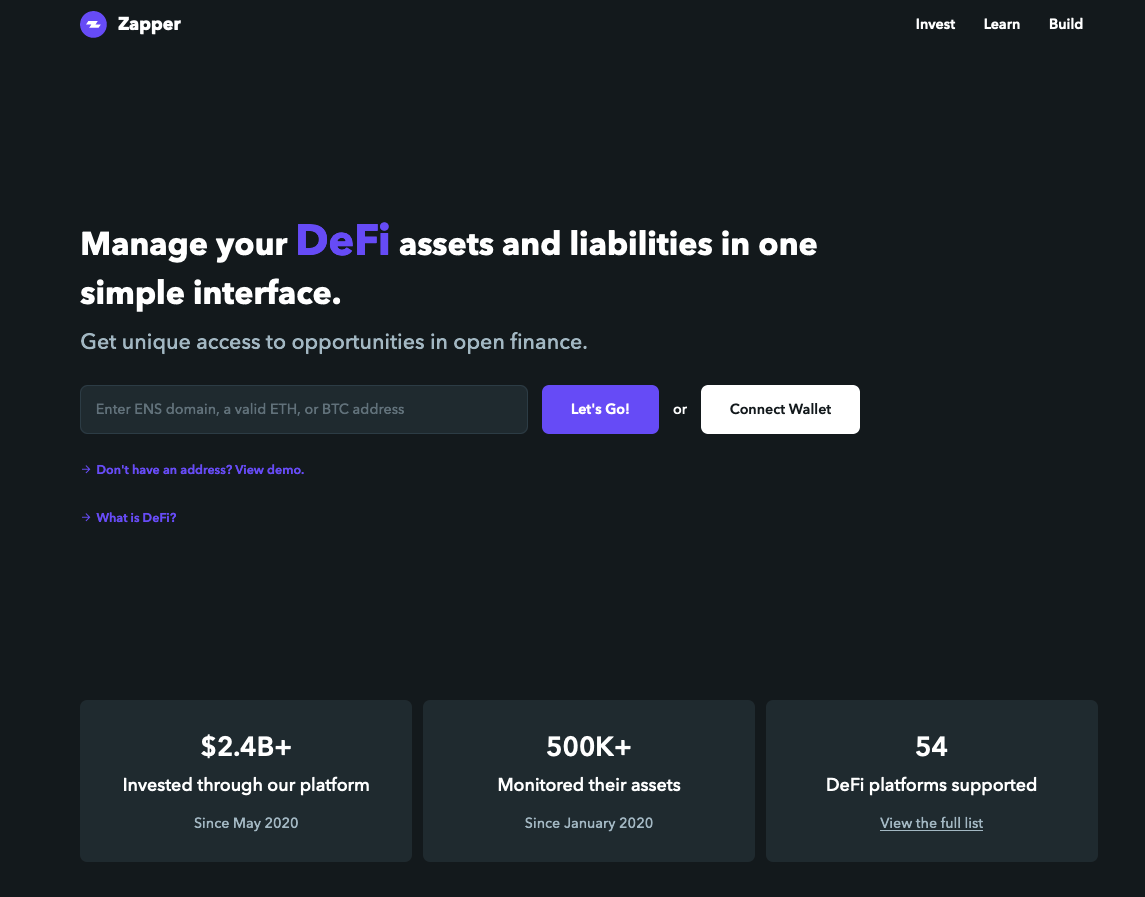 Zapper
Invest Learn Build
Manage your DeFi assets and liabilities in one
simple interface.
Get unique access to opportunities in open finance.
Enter ENS domain, a valid ETH, or BTC address
Let's Go!
or
Connect Wallet
→ Don't have an address? View demo.
→ What is DeFi?
$2.4B+
Invested through our platform
Since May 2020
500K+
Monitored their assets
Since January 2020
54
DeFi platforms supported
View the full list